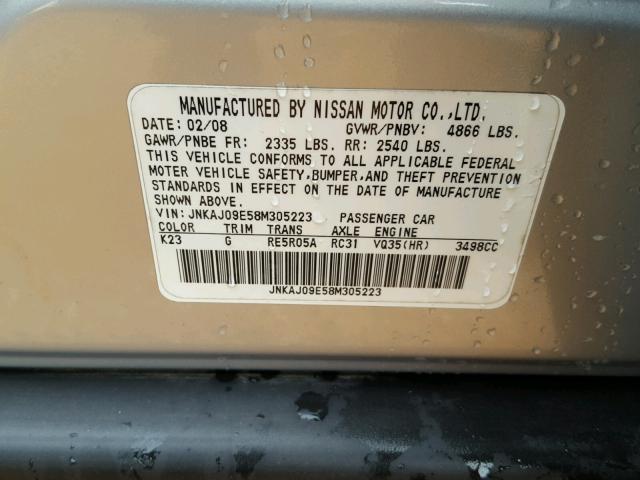 MANUFACTURED BY NISSAN MOTOR CO.,LTD.
DATE: 02/08 GVWR/PNBV: 4866 LBS.
GAWR/PNBE FR: 2335 LBS. RR: 2540 LBS.
THIS VEHICLE CONFORMS TO ALL APPLICABLE FEDERAL
MOTOR VEHICLE SAFETY,BUMPER,AND THEFT PREVENTION
STANDARDS IN EFFECT ON THE DATE OF MANUFACTURE
SHOWN ABOVE.
VIN: JNKAJ09E58M305223 PASSENGER CAR
COLOR TRIM TRANS AXLE ENGINE
K23 G RE5R05A RC31 VQ35(HR) 3498CC
JNKAJ09E58M305223